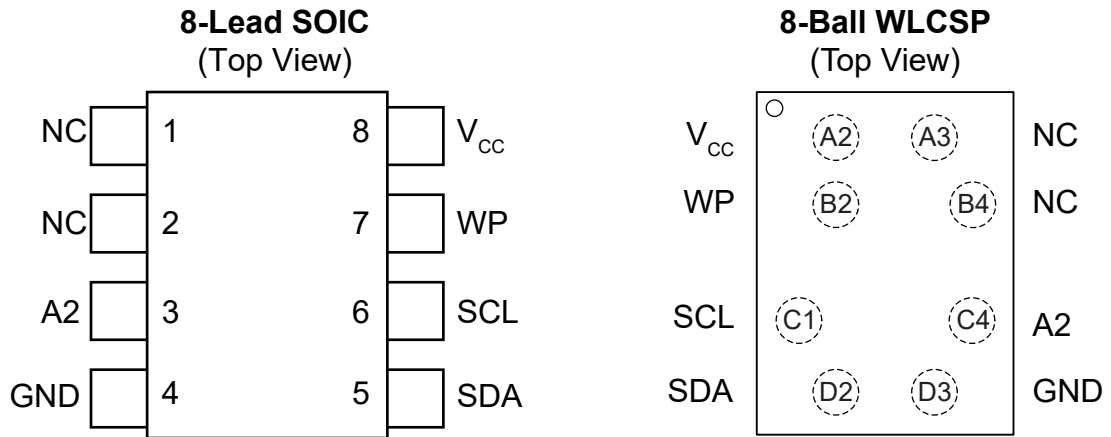 8-Lead SOIC
(Top View)
NC 1 8 VCC
NC 2 7 WP
A2 3 6 SCL
GND 4 5 SDA
8-Ball WLCSP
(Top View)
VCC A2 A3 NC
WP B2 B4 NC
SCL C1 C4 A2
SDA D2 D3 GND